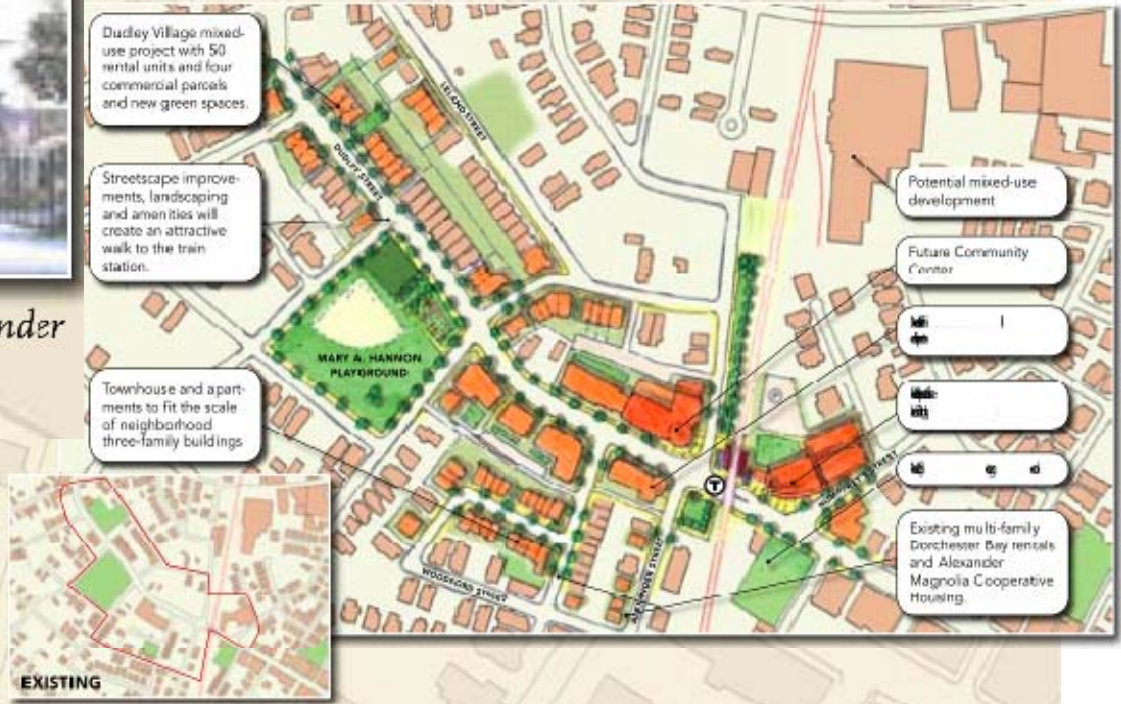 Dudley Village mixed-
use project with 50
rental units and four
commercial parcels
and new green spaces.
Streetscape improve-
ments, landscaping
and amenities will
create an attractive
walk to the train
station.
nder
Townhouse and apart-
ments to fit the scale
of neighborhood
three-family buildings
LELAND STREET
DUDLEY STREET
MARY A. HANNON
PLAYGROUND
WOODFORD STREET
ALEXANDER STREET
T
STREET
Potential mixed-use
development
Future Community
Center
Existing multi-family
Dorchester Bay rentals
and Alexander
Magnolia Cooperative
Housing.
EXISTING